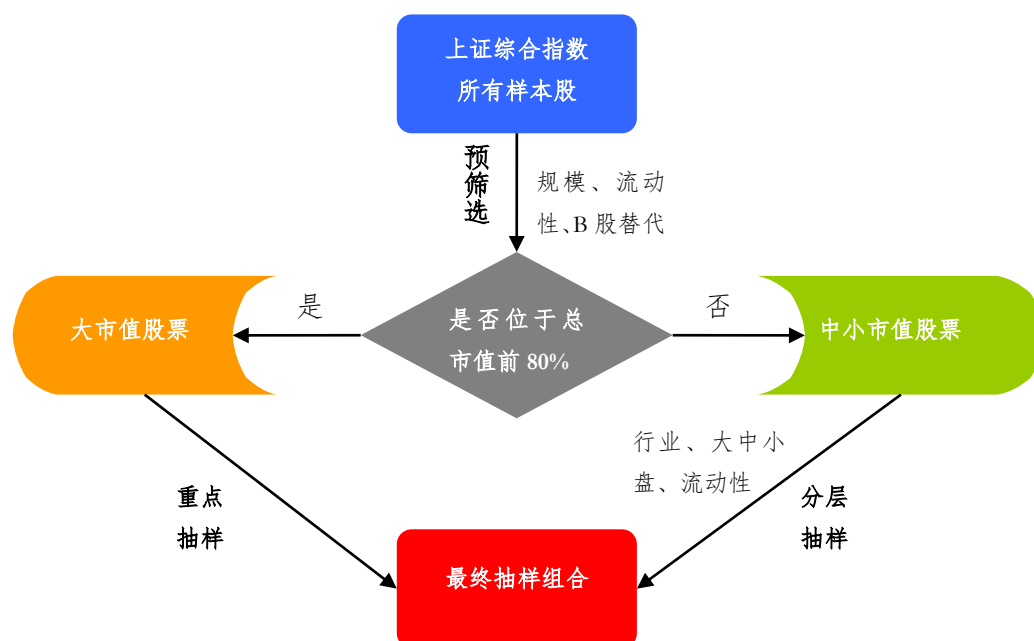 上证综合指数
所有样本股
预筛选
规模、流动
性、B 股替代
是
是否位于总
市值前 80%
否
大市值股票
中小市值股票
行业、大中小
盘、流动性
重点
抽样
分层
抽样
最终抽样组合